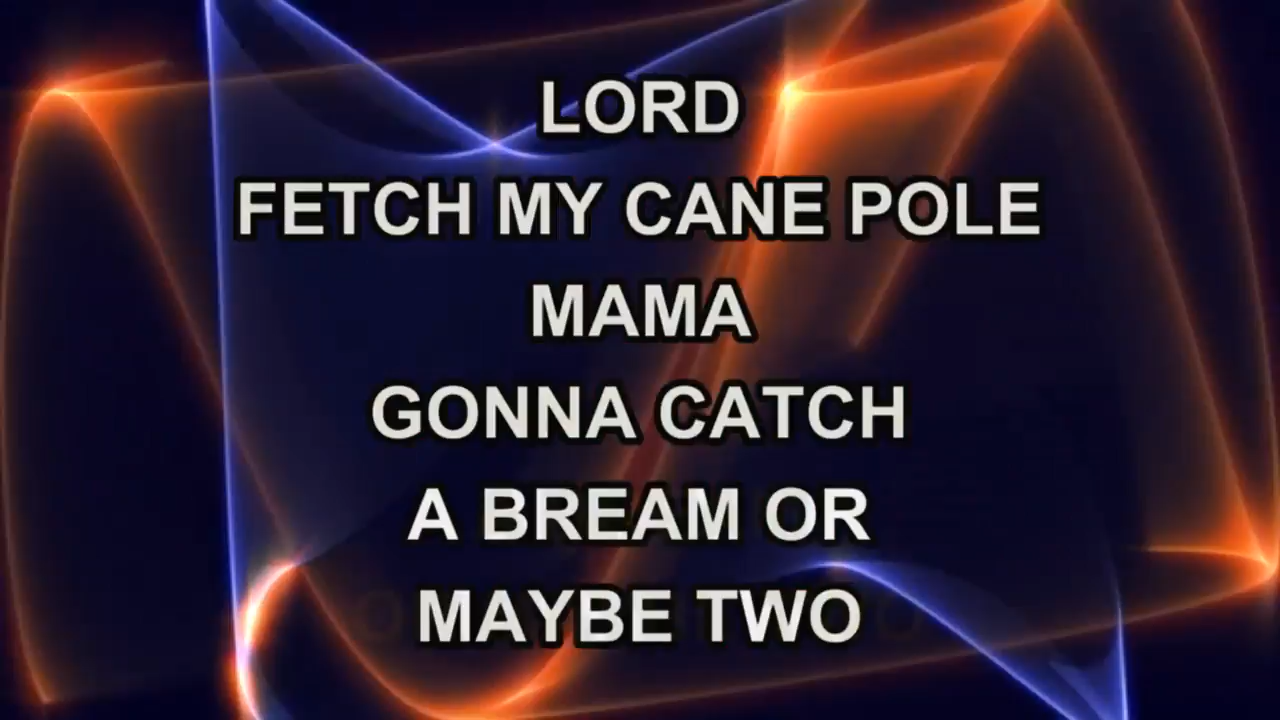 LORD
FETCH MY CANE POLE
MAMA
GONNA CATCH
A BREAM OR
MAYBE TWO